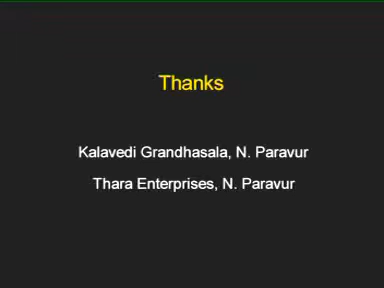 Thanks
Kalavedi Grandhasala, N. Paravur
Thara Enterprises, N. Paravur